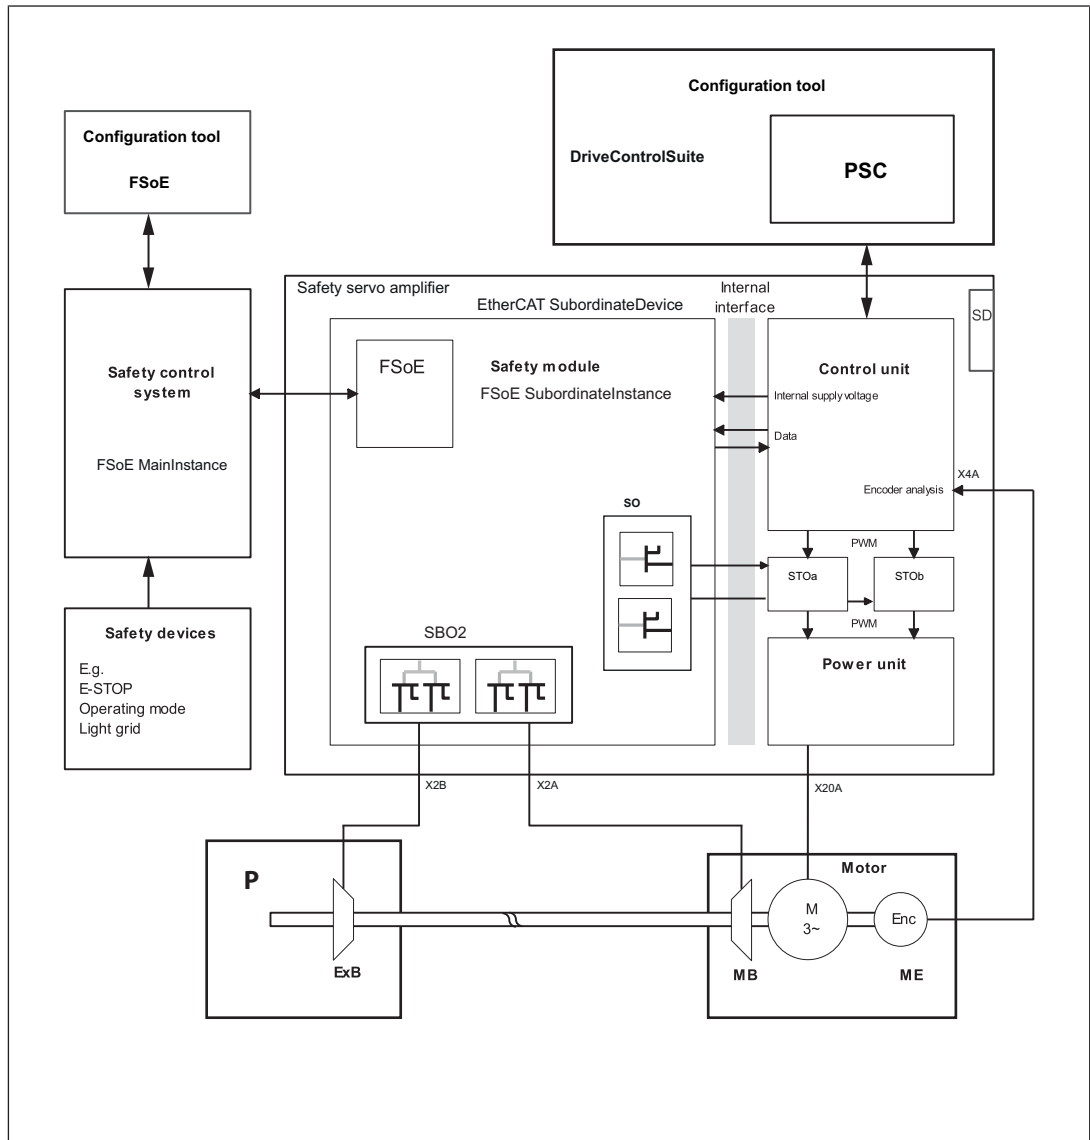 Configuration tool
DriveControlSuite
PSC
Configuration tool
FSoE
Safety servo amplifier
EtherCAT SubordinateDevice
Internal
interface
SD
FSoE
Safety module
FSoE SubordinateInstance
Control unit
Internal supply voltage
Data
Encoder analysis
X4A
Safety control
system
FSoE MainInstance
SO
PWM
STOa
STOb
PWM
Power unit
Safety devices
E.g.
E-STOP
Operating mode
Light grid
SBO2
X2B
X2A
X20A
P
ExB
Motor
M
3~
Enc
MB
ME